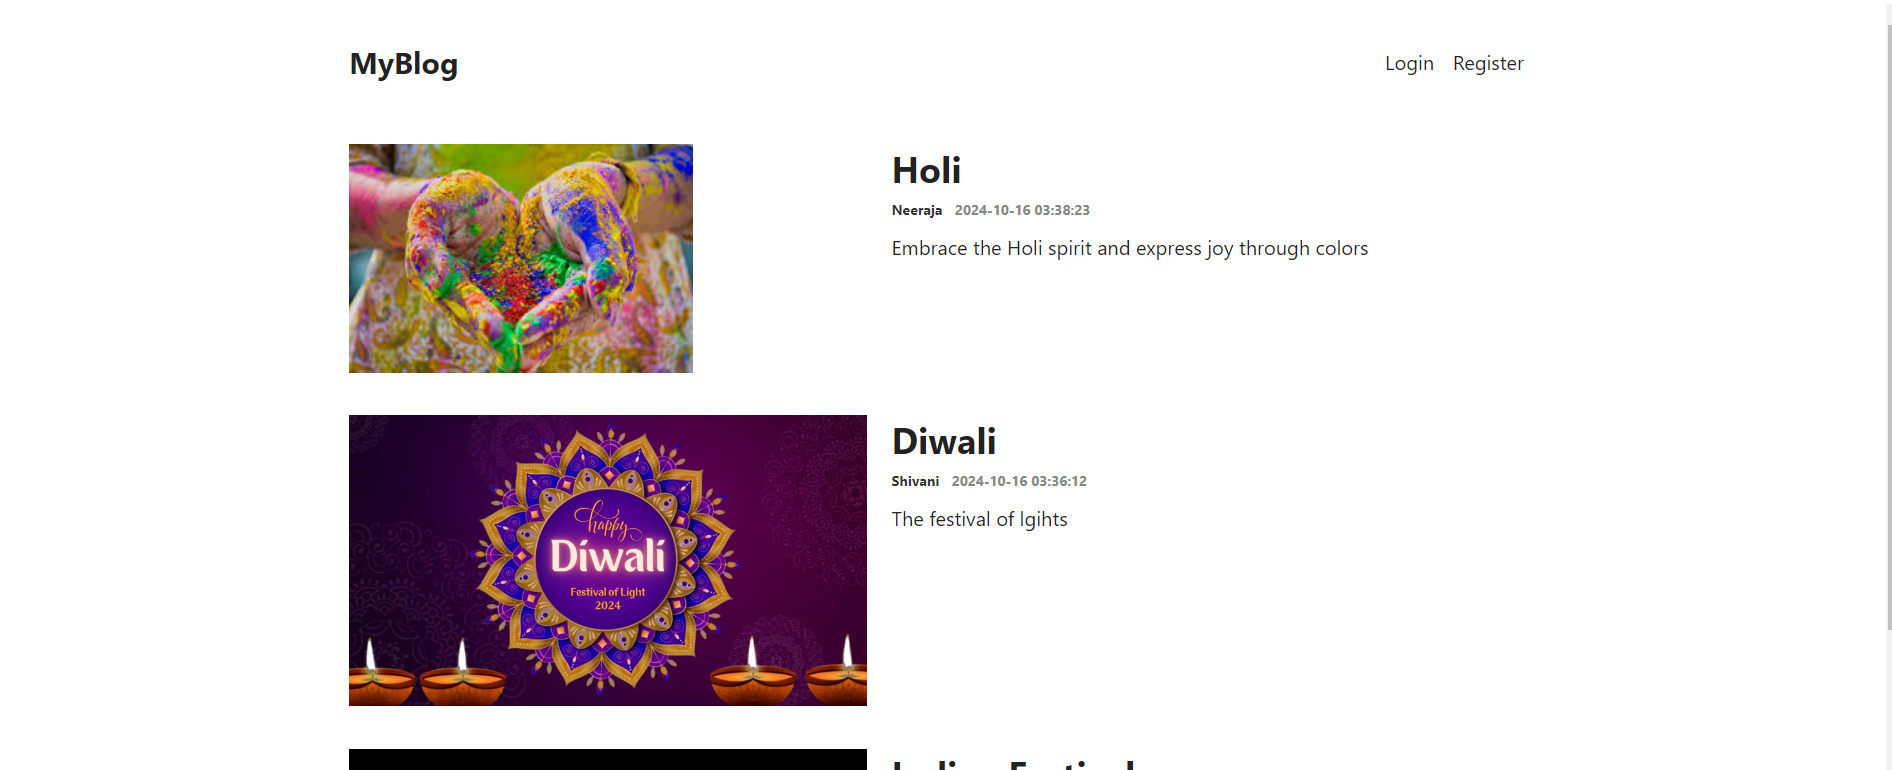 MyBlog
Login Register
Holi
Neeraja 2024-10-16 03:38:23
Embrace the Holi spirit and express joy through colors
happy
Diwali
Festival of Light
2024
Diwali
Shivani 2024-10-16 03:36:12
The festival of lgihts